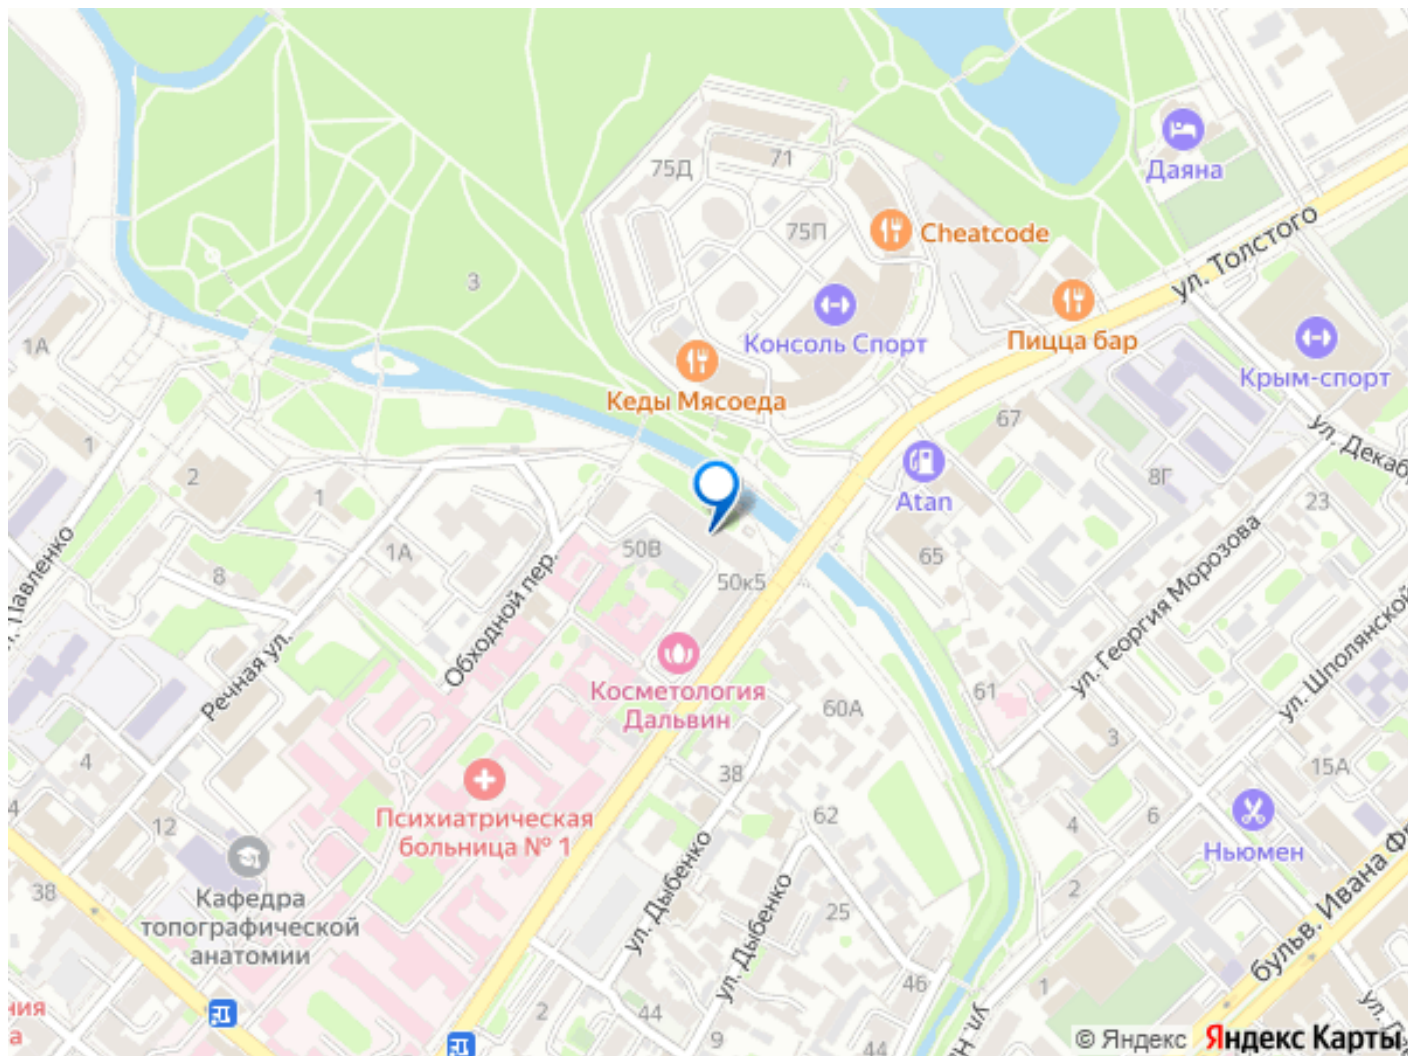 Даяна
71
75Д
75П
Cheatcode
ул. Толстого
3
Консоль Спорт
Пицца бар
1А
Крым-спорт
Кеды Мясоеда
67
ул. Декаб
1
2
Atan
8Г
23
1
1А
50В
65
50к5
8
Обходной пер.
ул. Георгия Морозова
Павленко
Речная ул.
ул. Шполянской
Косметология
Дальвин
61
60А
3
4
38
15А
Психиатрическая
больница № 1
62
6
4
12
Ньюмен
Кафедра
топографической
анатомии
38
ул. Дыбенко
ул. Дыбенко
25
2
бульв. Ивана Ф
46
1
ния
а
2
44
9
44
© Яндекс
Яндекс Карты